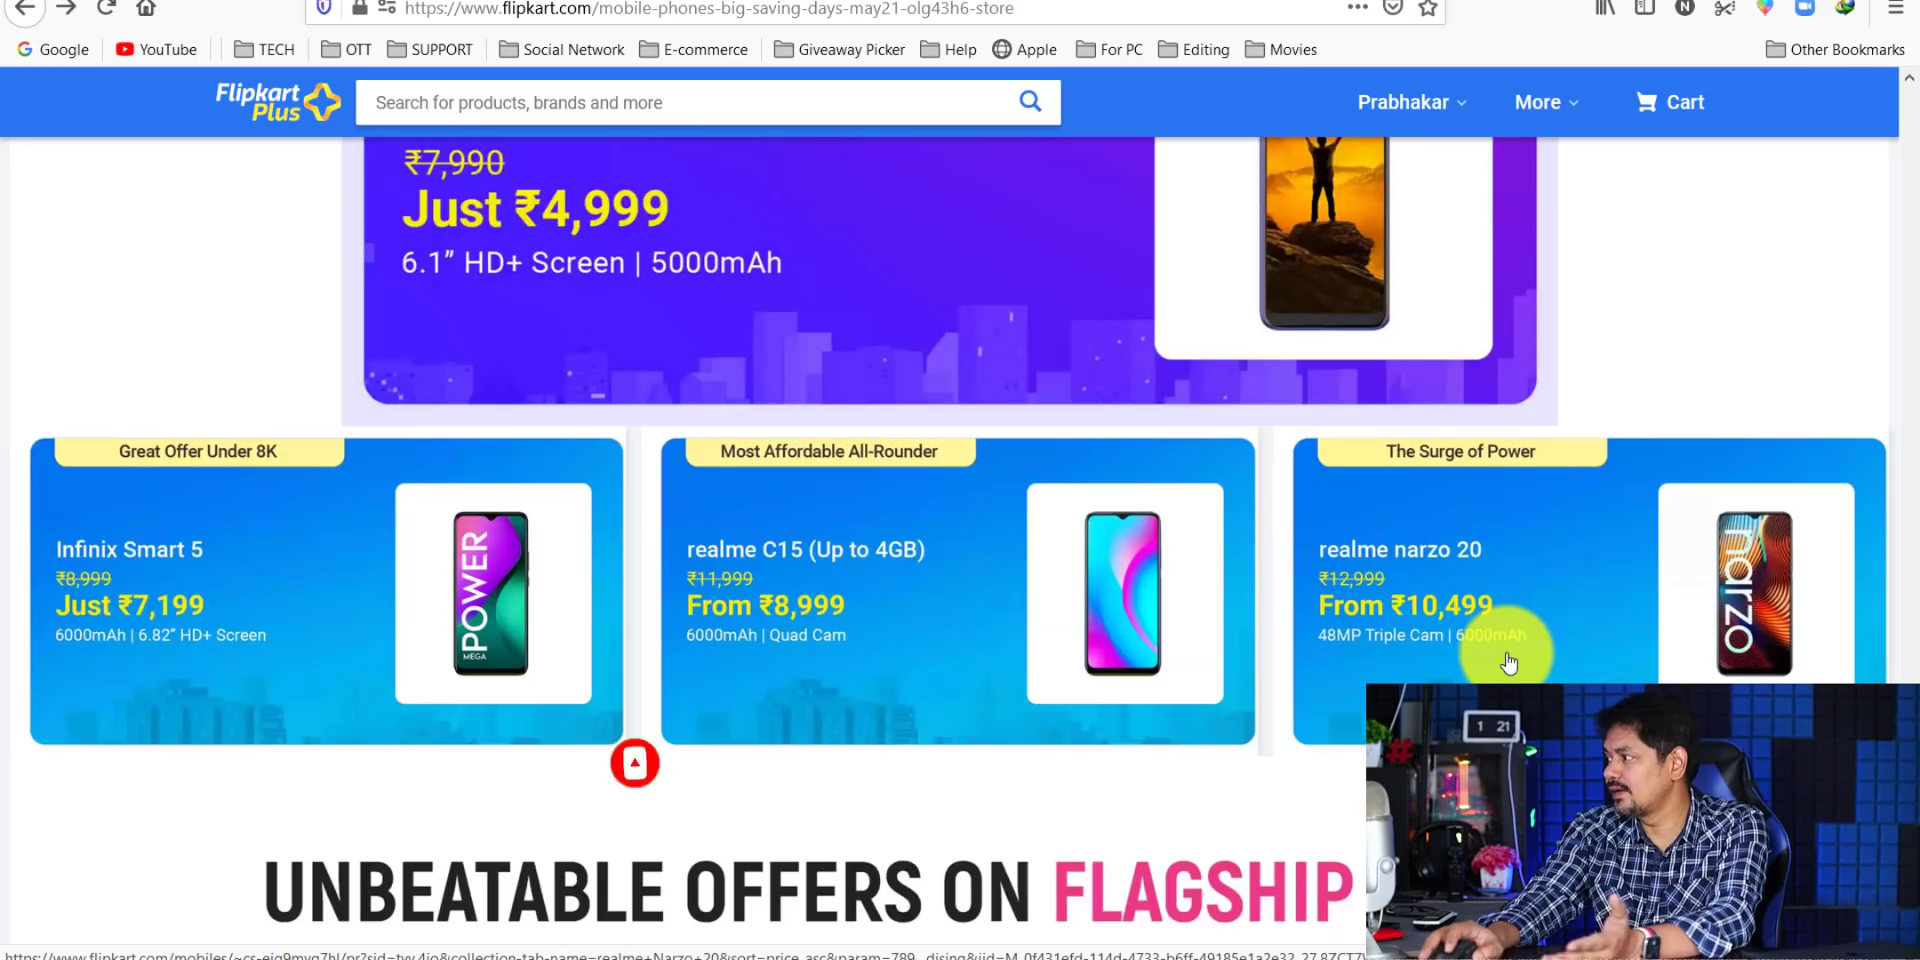 https://www.flipkart.com/mobile-phones-big-saving-days-may21-olg43h6-store
Google YouTube TECH OTT SUPPORT Social Network E-commerce Giveaway Picker Help Apple For PC Editing Movies Other Bookmarks
Flipkart Plus
Search for products, brands and more
Prabhakar More Cart
₹7,990
Just ₹4,999
6.1” HD+ Screen | 5000mAh
Great Offer Under 8K
Infinix Smart 5
₹8,999
Just ₹7,199
6000mAh | 6.82” HD+ Screen
POWER
MEGA
Most Affordable All-Rounder
realme C15 (Up to 4GB)
₹11,999
From ₹8,999
6000mAh | Quad Cam
The Surge of Power
realme narzo 20
₹12,999
From ₹10,499
48MP Triple Cam | 6000mAh
narzo
1 21
#
UNBEATABLE OFFERS ON FLAGSHIP